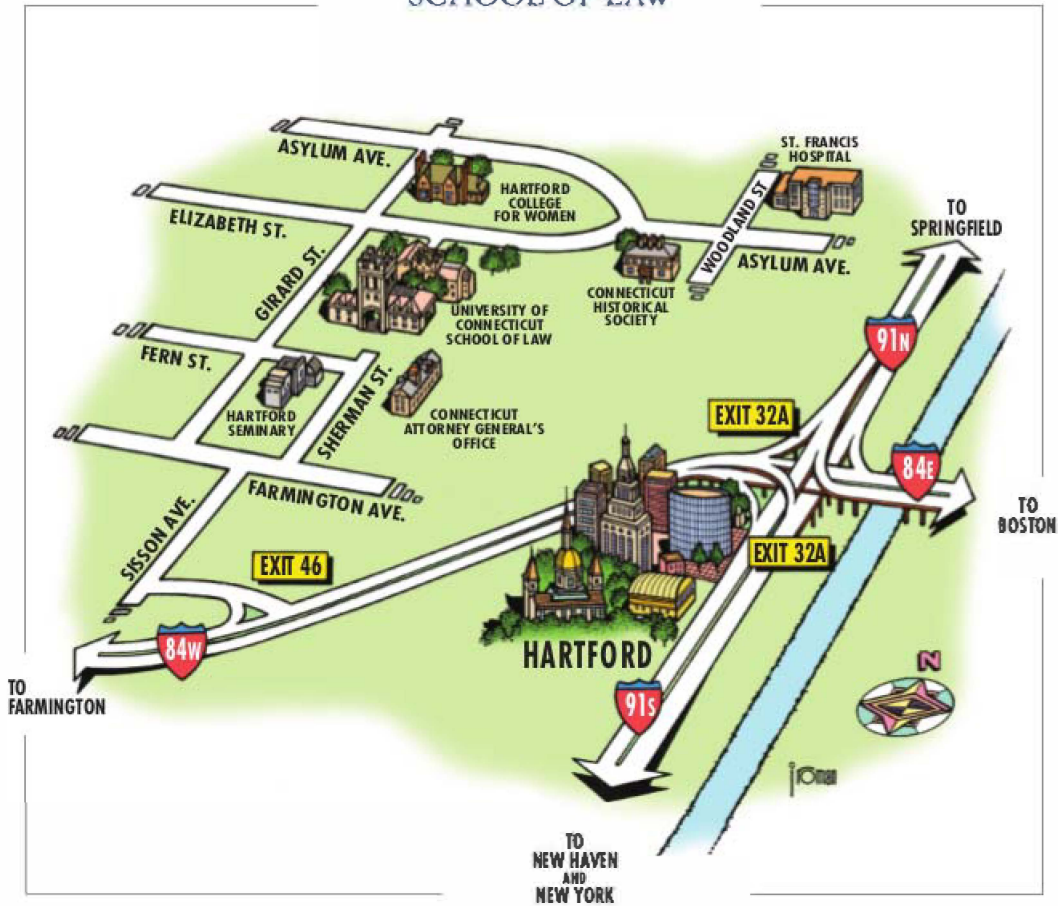 SCHOOL OF LAW
ASYLUM AVE.
ST. FRANCIS
HOSPITAL
HARTFORD
COLLEGE
FOR WOMEN
WOODLAND ST
ELIZABETH ST.
TO
SPRINGFIELD
GIRARD ST.
ASYLUM AVE.
CONNECTICUT
HISTORICAL
SOCIETY
UNIVERSITY OF
CONNECTICUT
SCHOOL OF LAW
91N
FERN ST.
SHERMAN ST.
HARTFORD
SEMINARY
CONNECTICUT
ATTORNEY GENERAL'S
OFFICE
EXIT 32A
84E
FARMINGTON AVE.
TO
BOSTON
SISSON AVE.
EXIT 46
EXIT 32A
84W
HARTFORD
N
TO
FARMINGTON
91S
TO
NEW HAVEN
AND
NEW YORK